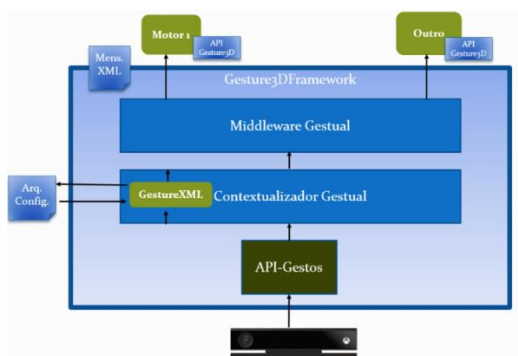 Motor 1
API
Gesture3D
Outro
API
Gesture3D
Mens.
XML
Gesture3DFramework
Middleware Gestual
Arq.
Config.
GestureXML
Contextualizador Gestual
API-Gestos